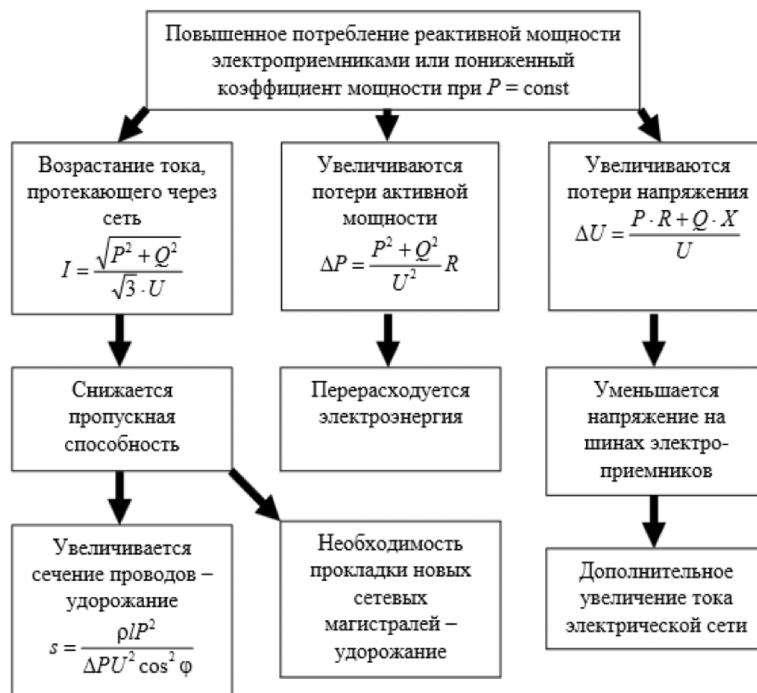 Повышенное потребление реактивной мощности
электроприемниками или пониженный
коэффициент мощности при P = const
Возрастание тока,
протекающего через
сеть
I = √(P² + Q²) / (√3 · U)
Увеличиваются
потери активной
мощности
ΔP = (P² + Q²) / U² R
Увеличиваются
потери напряжения
ΔU = (P · R + Q · X) / U
Снижается
пропускная
способность
Перерасходуется
электроэнергия
Уменьшается
напряжение на
шинах электро-
приемников
Увеличивается
сечение проводов –
удорожание
s = ρlP² / (ΔPU² cos² φ)
Необходимость
прокладки новых
сетевых
магистралей –
удорожание
Дополнительное
увеличение тока
электрической сети